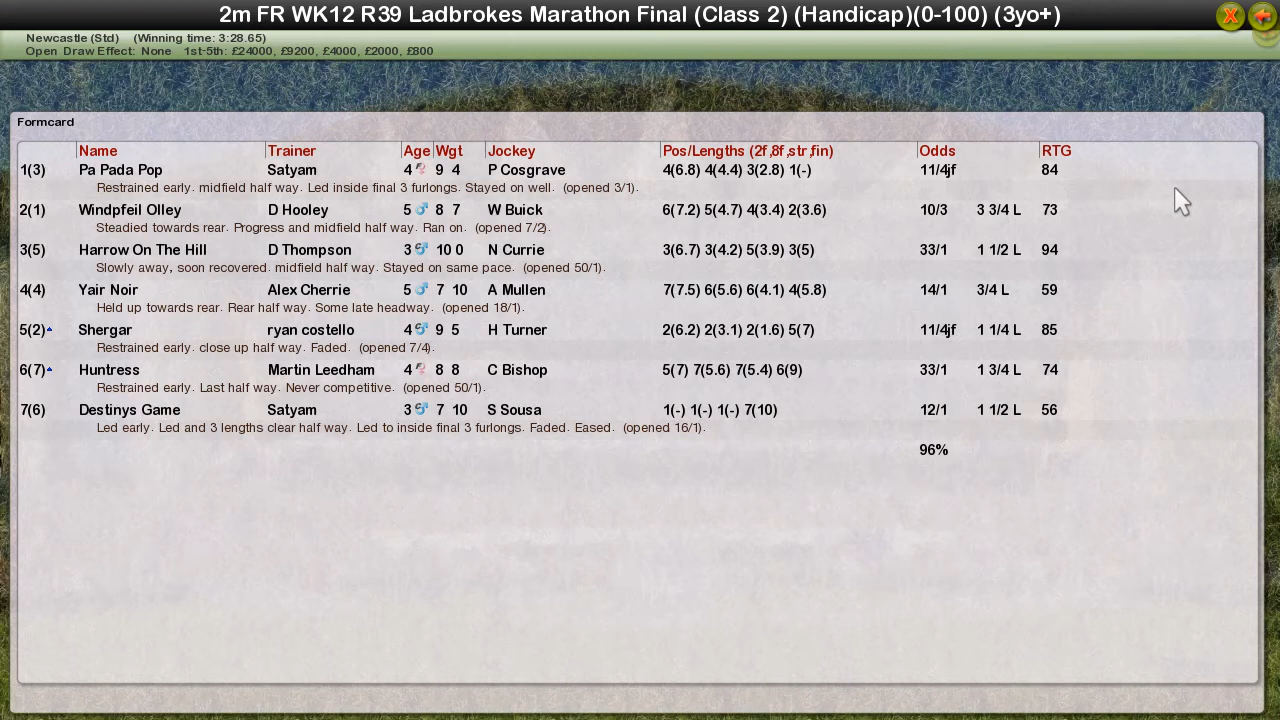 2m FR WK12 R39 Ladbrokes Marathon Final (Class 2) (Handicap)(0-100) (3yo+)
Newcastle (Std) (Winning time: 3:28.65)
Open Draw Effect: None 1st-5th: £24000, £9200, £4000, £2000, £800
Formcard
Name Trainer Age Wgt Jockey Pos/Lengths (2f,8f,str,fin) Odds RTG
1(3) Pa Pada Pop Satyam 4 9 4 P Cosgrave 4(6.8) 4(4.4) 3(2.8) 1(-) 11/4jf 84
Restrained early. midfield half way. Led inside final 3 furlongs. Stayed on well. (opened 3/1).
2(1) Windpfeil Olley D Hooley 5 8 7 W Buick 6(7.2) 5(4.7) 4(3.4) 2(3.6) 10/3 3 3/4 L 73
Steadied towards rear. Progress and midfield half way. Ran on. (opened 7/2).
3(5) Harrow On The Hill D Thompson 3 10 0 N Currie 3(6.7) 3(4.2) 5(3.9) 3(5) 33/1 1 1/2 L 94
Slowly away, soon recovered. midfield half way. Stayed on same pace. (opened 50/1).
4(4) Yair Noir Alex Cherrie 5 7 10 A Mullen 7(7.5) 6(5.6) 6(4.1) 4(5.8) 14/1 3/4 L 59
Held up towards rear. Rear half way. Some late headway. (opened 18/1).
5(2) Shergar ryan costello 4 9 5 H Turner 2(6.2) 2(3.1) 2(1.6) 5(7) 11/4jf 1 1/4 L 85
Restrained early. close up half way. Faded. (opened 7/4).
6(7) Huntress Martin Leedham 4 8 8 C Bishop 5(7) 7(5.6) 7(5.4) 6(9) 33/1 1 3/4 L 74
Restrained early. Last half way. Never competitive. (opened 50/1).
7(6) Destinys Game Satyam 3 7 10 S Sousa 1(-) 1(-) 1(-) 7(10) 12/1 1 1/2 L 56
Led early. Led and 3 lengths clear half way. Led to inside final 3 furlongs. Faded. Eased. (opened 16/1).
96%